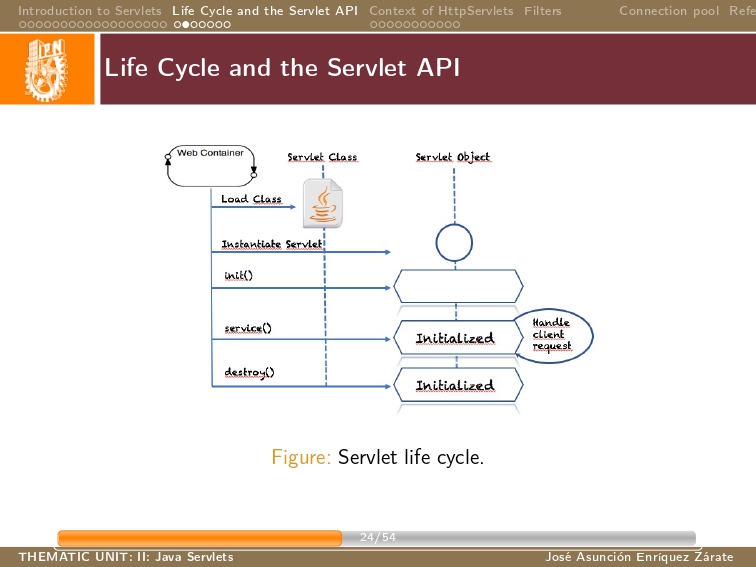 Introduction to Servlets Life Cycle and the Servlet API Context of HttpServlets Filters Connection pool Refe
IPN
Life Cycle and the Servlet API
Web Container
Servlet Class
Servlet Object
Load Class
Instantiate Servlet
init()
service()
Initialized
Handle
client
request
destroy()
Initialized
Figure: Servlet life cycle.
24/54
THEMATIC UNIT: II: Java Servlets
José Asunción Enríquez Zárate